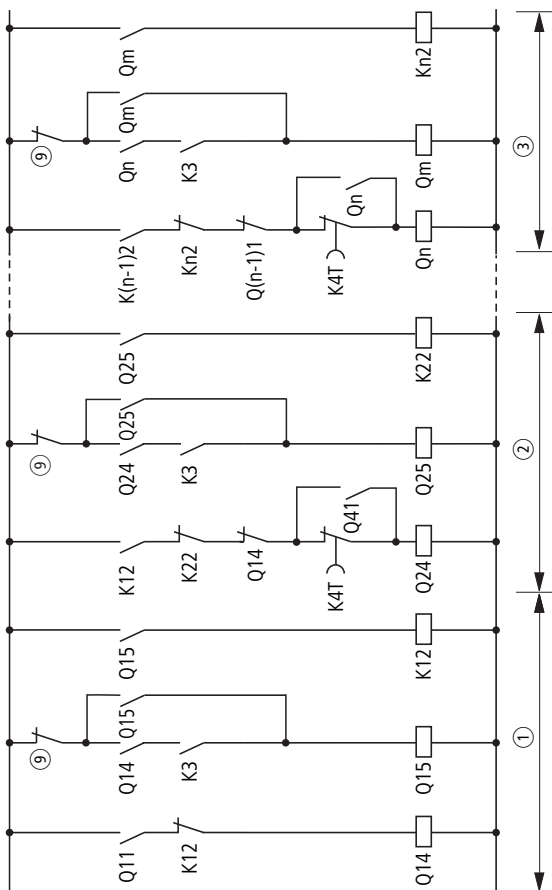 ⑨
⑨
⑨
Q11
Q14
Q15
Q15
K12
Q24
Q25
Q25
K(n-1)2
Qn
Qm
Qm
K12
K3
K22
K3
Kn2
K3
Q14
Q(n-1)1
K4T
Q41
K4T
Qn
Q14
Q15
K12
Q24
Q25
K22
Qn
Qm
Kn2
①
②
③